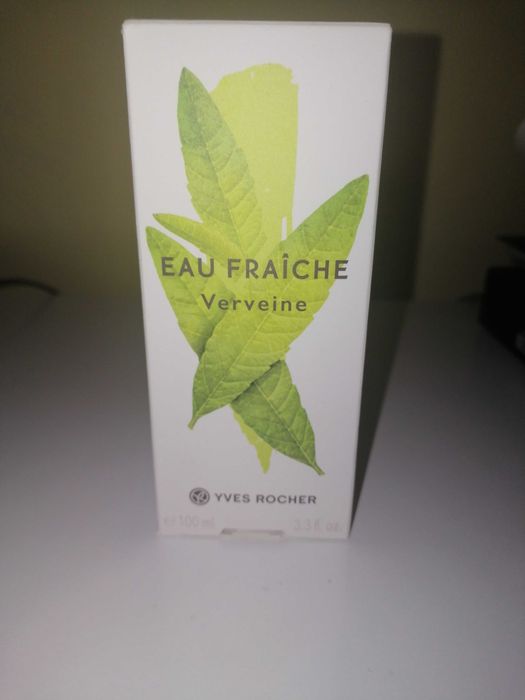 EAU FRAÎCHE
Verveine
YVES ROCHER
e 100 ml 3.3 fl. oz.